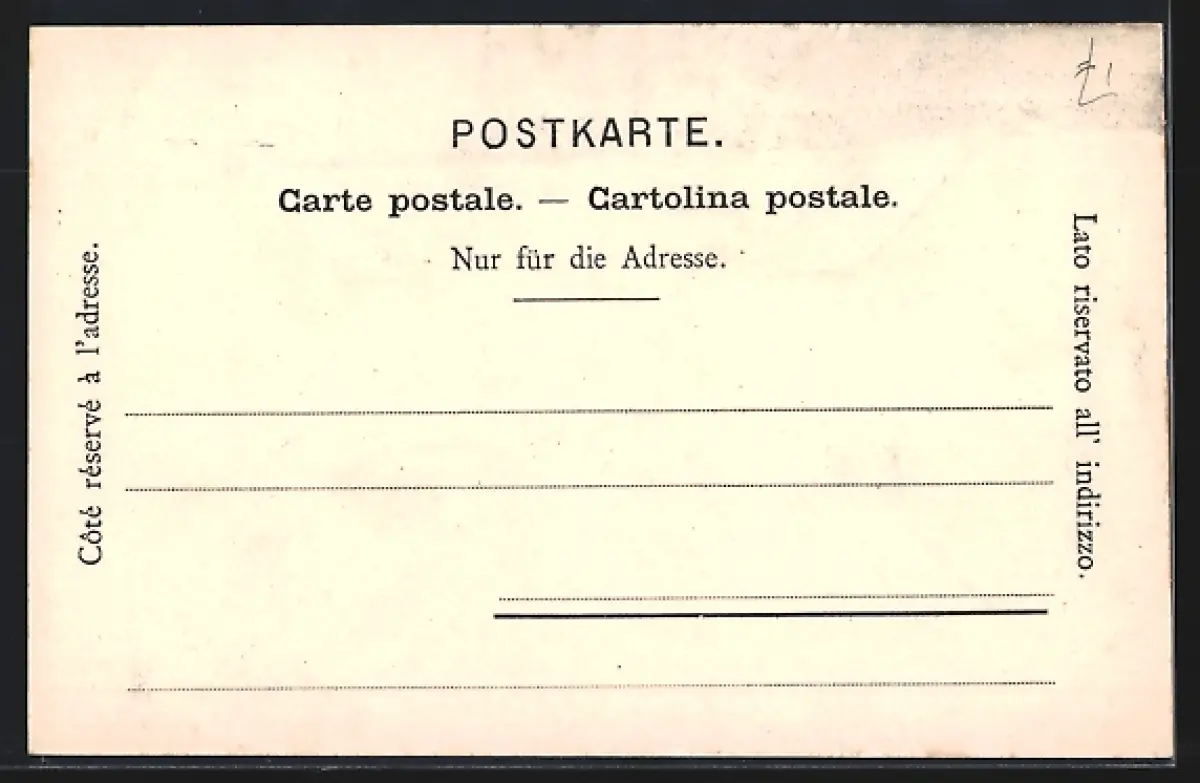 POSTKARTE.
Carte postale. — Cartolina postale.
Nur für die Adresse.
Côté réservé à l'adresse.
Lato riservato all' indirizzo.